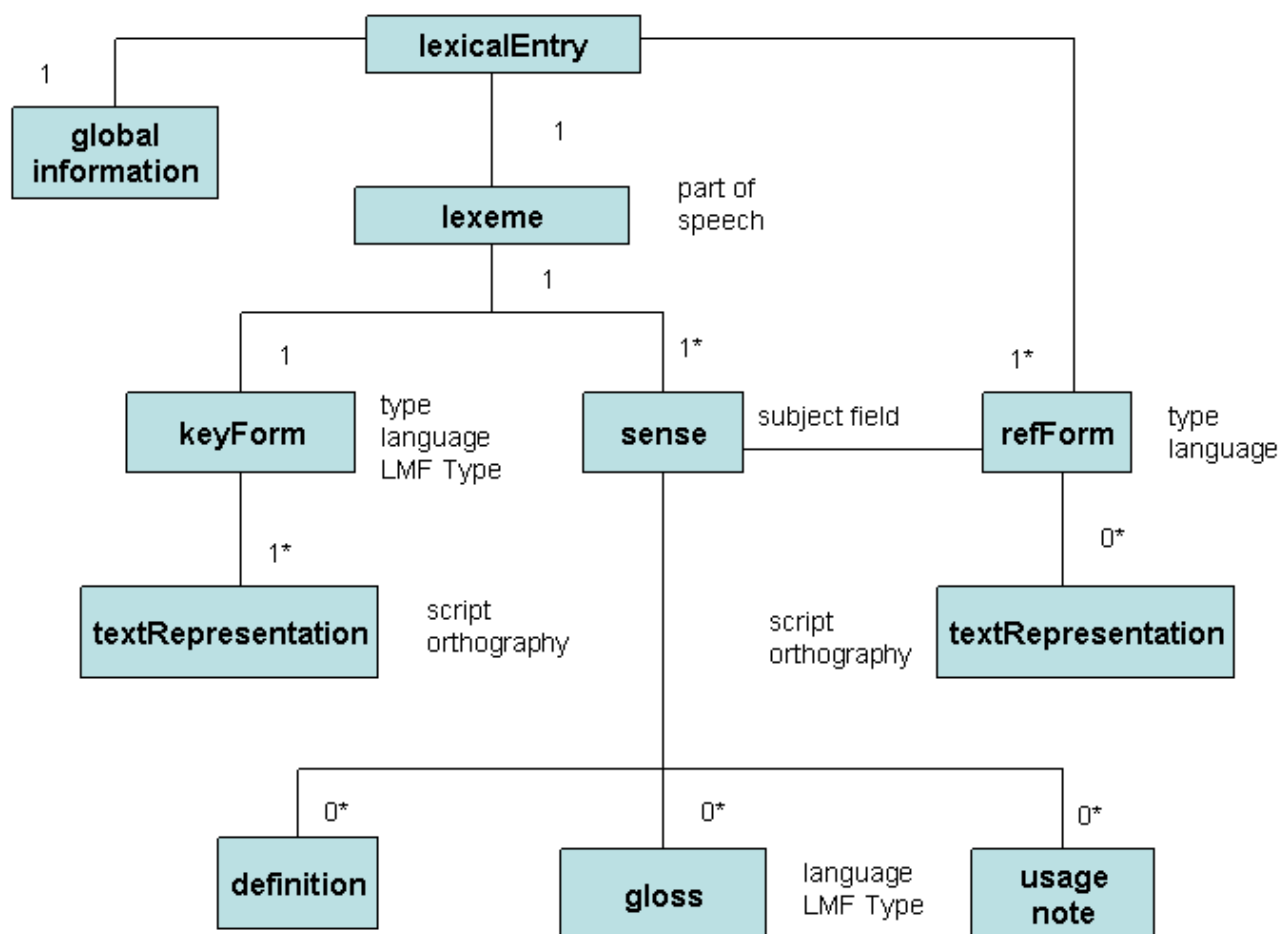 lexicalEntry
1
global
information
1
part of
speech
lexeme
1
1
1*
1*
keyForm
type
language
LMF Type
sense
subject field
refForm
type
language
1*
0*
textRepresentation
script
orthography
script
orthography
textRepresentation
0*
0*
0*
definition
gloss
language
LMF Type
usage
note